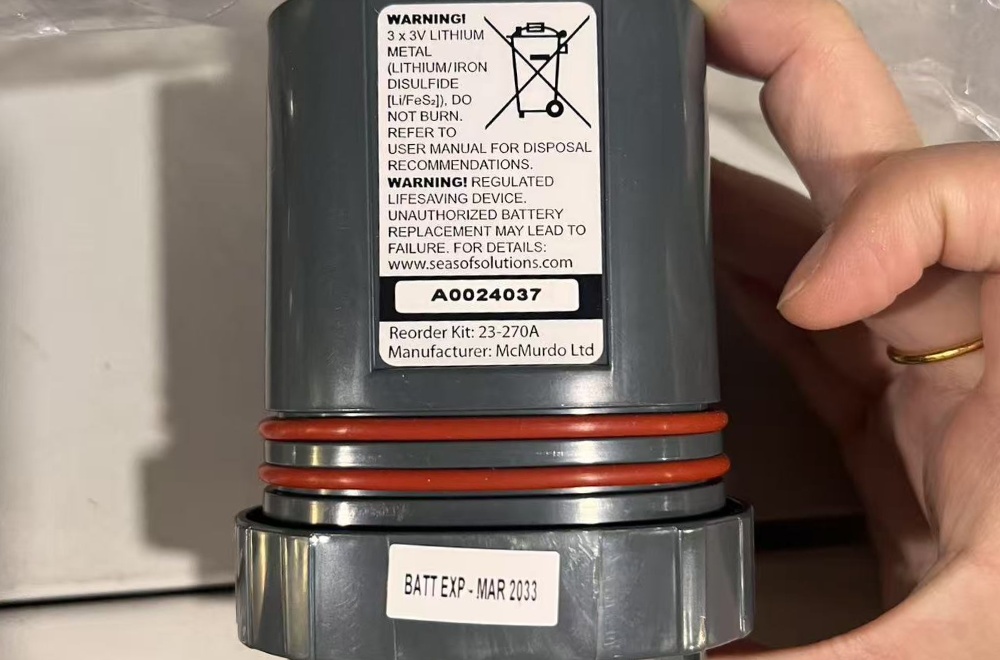 WARNING!
3 x 3V LITHIUM
METAL
(LITHIUM/IRON
DISULFIDE
[Li/FeS₂]), DO
NOT BURN.
REFER TO
USER MANUAL FOR DISPOSAL
RECOMMENDATIONS.
WARNING! REGULATED
LIFESAVING DEVICE.
UNAUTHORIZED BATTERY
REPLACEMENT MAY LEAD TO
FAILURE. FOR DETAILS:
www.seasofsolutions.com
A0024037
Reorder Kit: 23-270A
Manufacturer: McMurdo Ltd
BATT EXP - MAR 2033